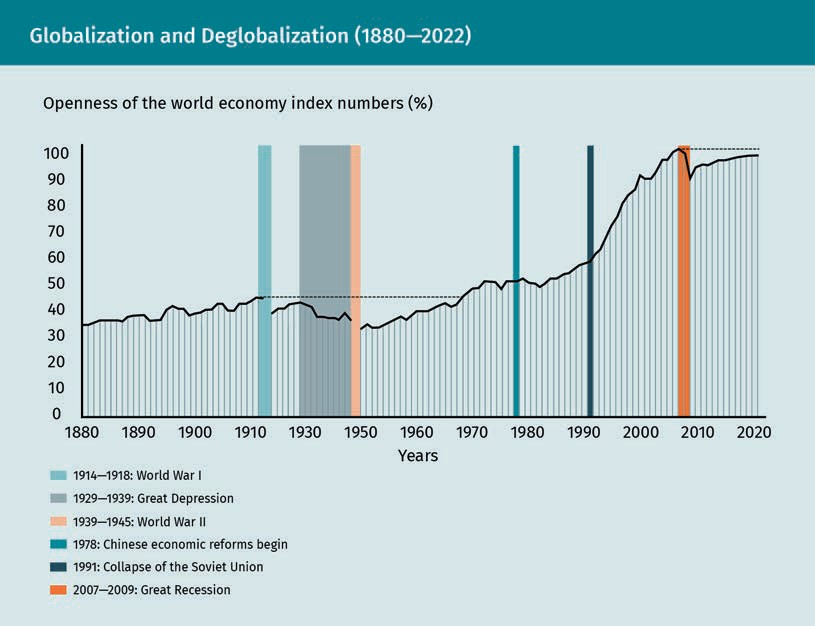 Globalization and Deglobalization (1880—2022)
Openness of the world economy index numbers (%)
100
90
80
70
60
50
40
30
20
10
0
1880 1890 1900 1910 1930 1950 1960 1970 1980 1990 2000 2010 2020
Years
1914—1918: World War I
1929—1939: Great Depression
1939—1945: World War II
1978: Chinese economic reforms begin
1991: Collapse of the Soviet Union
2007—2009: Great Recession